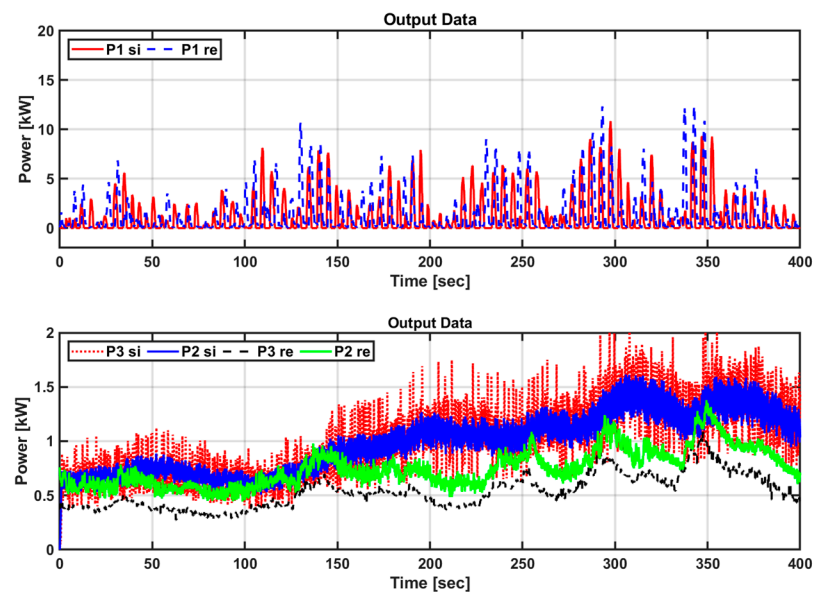 Output Data
20
15
10
5
0
Power [kW]
P1 si P1 re
0 50 100 150 200 250 300 350 400
Time [sec]
Output Data
2
1.5
1
0.5
0
Power [kW]
P3 si P2 si P3 re P2 re
0 50 100 150 200 250 300 350 400
Time [sec]